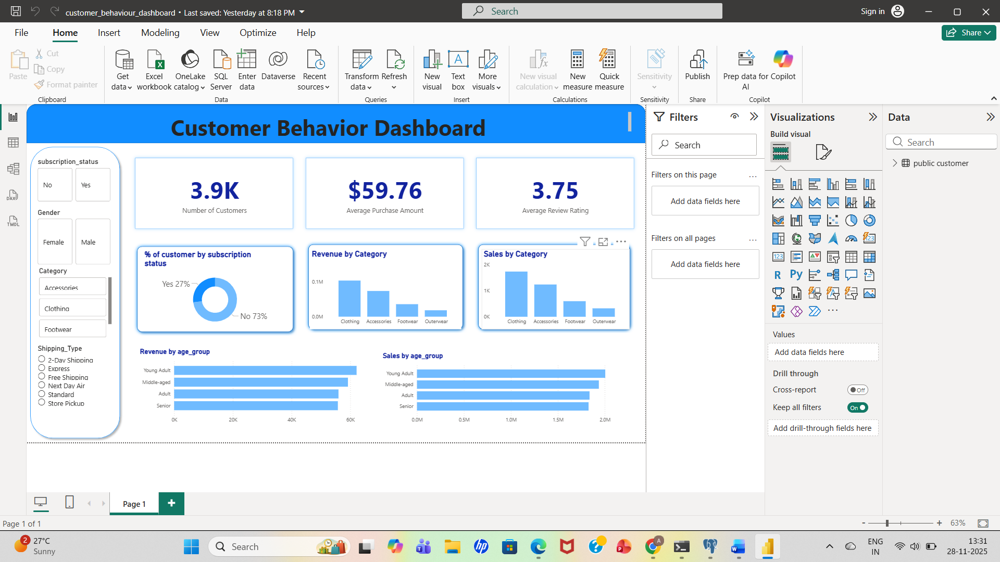 customer_behaviour_dashboard • Last saved: Yesterday at 8:18 PM
Search
Sign in
File
Home
Insert
Modeling
View
Optimize
Help
Share
Paste
Cut
Copy
Format painter
Clipboard
Get data
Excel workbook
OneLake catalog
SQL Server
Enter data
Dataverse
Recent sources
Data
Transform data
Refresh
Queries
New visual
Text box
More visuals
Insert
New visual calculation
New measure
Quick measure
Calculations
Sensitivity
Sensitivity
Publish
Share
Prep data for AI
Copilot
Copilot
DAX
TMDL
Customer Behavior Dashboard
subscription_status
No
Yes
Gender
Female
Male
Category
Accessories
Clothing
Footwear
Shipping_Type
2-Day Shipping
Express
Free Shipping
Next Day Air
Standard
Store Pickup
3.9K
Number of Customers
$59.76
Average Purchase Amount
3.75
Average Review Rating
% of customer by subscription
status
Yes 27%
No 73%
Revenue by Category
0.1M
0.0M
Clothing
Accessories
Footwear
Outerwear
Sales by Category
2K
1K
0K
Clothing
Accessories
Footwear
Outerwear
Revenue by age_group
Young Adult
Middle-aged
Adult
Senior
0K
20K
40K
60K
Sales by age_group
Young Adult
Middle-aged
Adult
Senior
0.0M
0.5M
1.0M
1.5M
2.0M
Filters
Search
Filters on this page
Add data fields here
Filters on all pages
Add data fields here
Visualizations
Build visual
123
123
R
Py
Values
Add data fields here
Drill through
Cross-report
Off
Keep all filters
On
Add drill-through fields here
Data
Search
public customer
Page 1
Page 1 of 1
63%
2
27°C
Sunny
Search
ENG
IN
13:31
28-11-2025